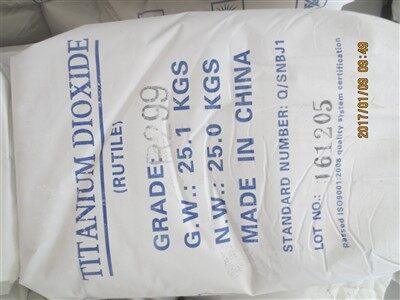 TITANIUM DIOXIDE
(RUTILE)
GRADE: R299
G.W.: 25.1 KGS
N.W.: 25.0 KGS
MADE IN CHINA
STANDARD NUMBER: Q/SNBJ1
LOT NO.: 161205
Passed ISO9001:2008 quality system certification
2017/01/09 09:49